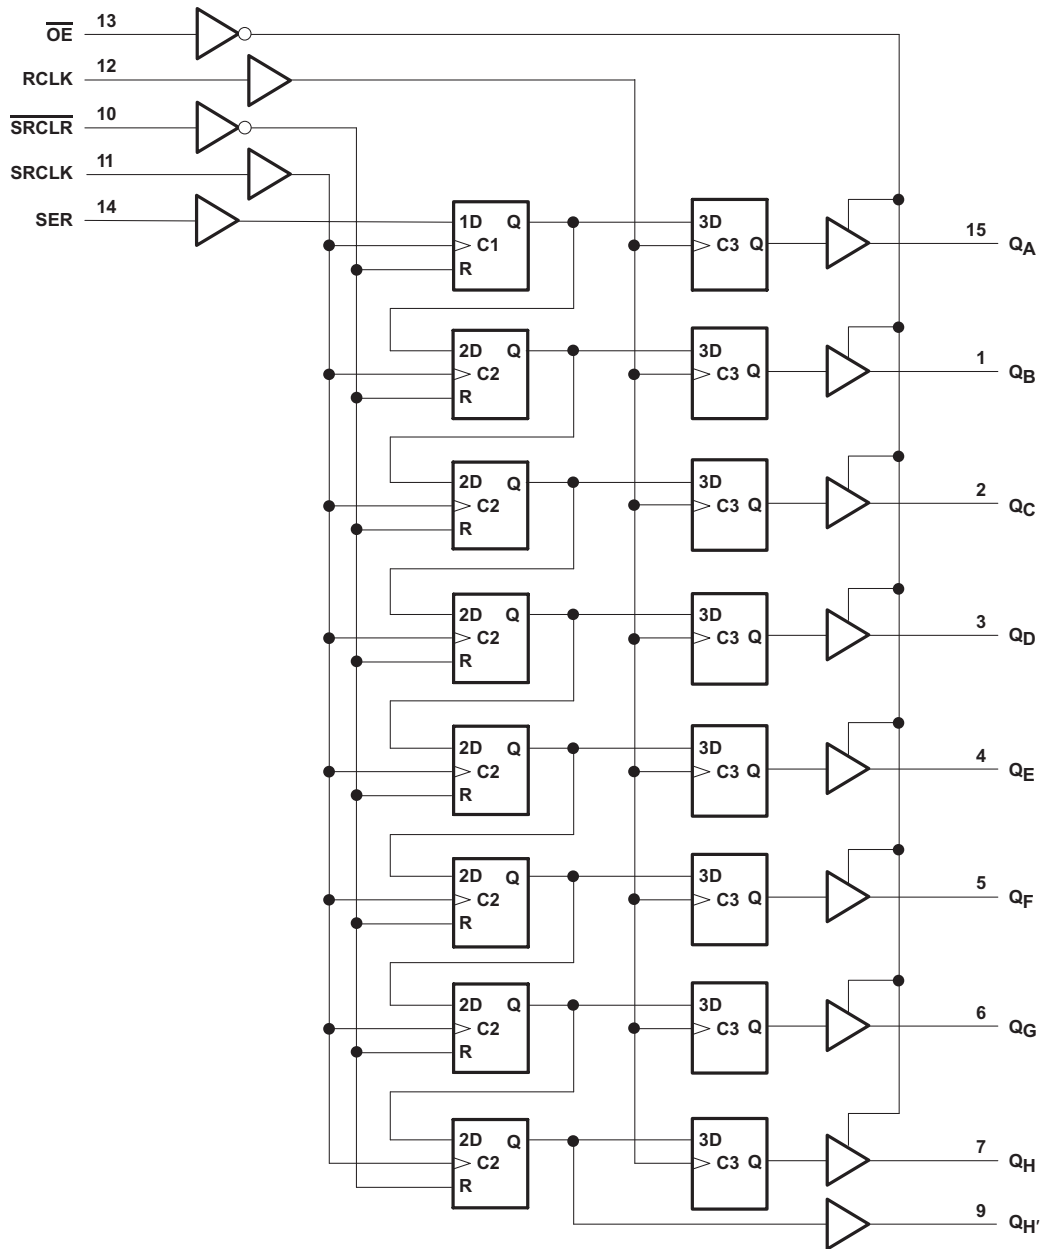 OE 13
RCLK 12
SRCLR 10
SRCLK 11
SER 14
1D Q 3D
C1 C3 Q 15 QA
R
2D Q 3D
C2 C3 Q 1 QB
R
2D Q 3D
C2 C3 Q 2 QC
R
2D Q 3D
C2 C3 Q 3 QD
R
2D Q 3D
C2 C3 Q 4 QE
R
2D Q 3D
C2 C3 Q 5 QF
R
2D Q 3D
C2 C3 Q 6 QG
R
2D Q 3D
C2 C3 Q 7 QH
R
9 QH′